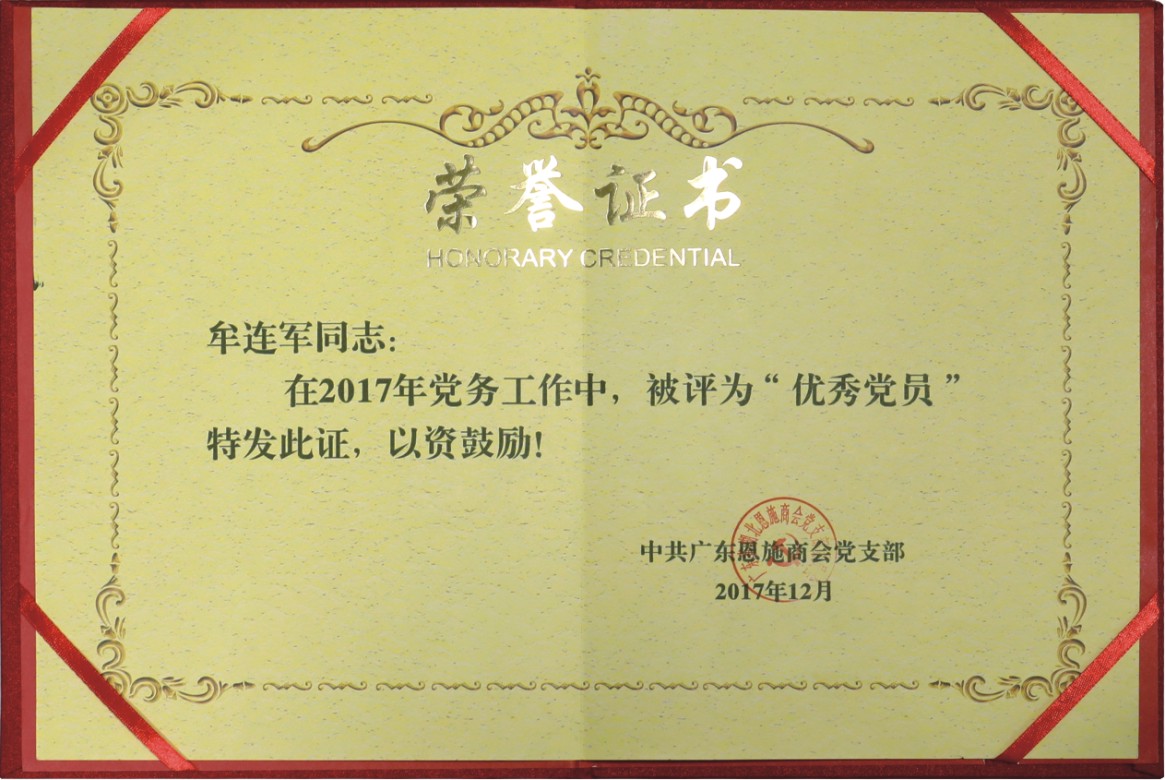 荣誉证书
HONORARY CREDENTIAL
牟连军同志：
在2017年党务工作中，被评为“优秀党员”
特发此证，以资鼓励！
中共广东恩施商会党支部
2017年12月